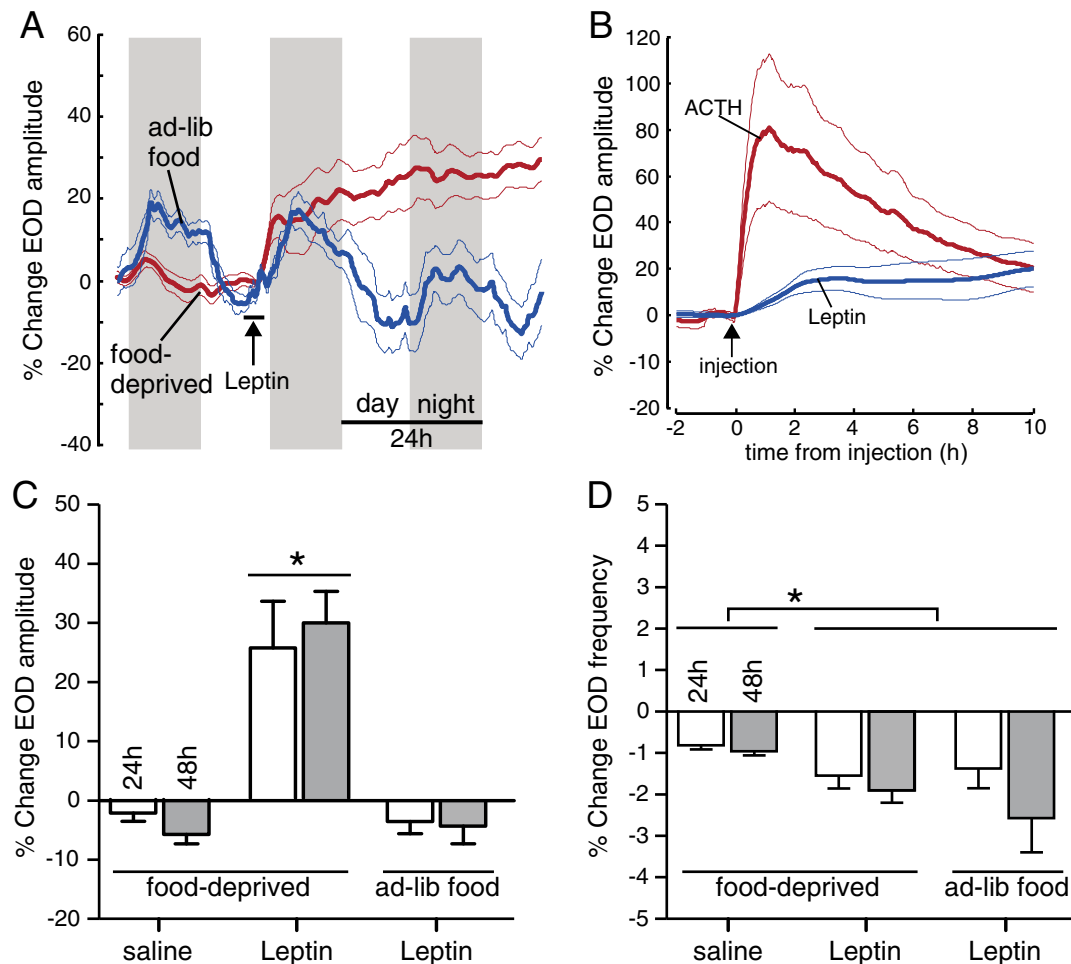 A
% Change EOD amplitude
60
40
20
0
-20
-40
ad-lib
food
food-
deprived
Leptin
day night
24h
B
% Change EOD amplitude
120
100
80
60
40
20
0
-20
ACTH
Leptin
injection
-2 0 2 4 6 8 10
time from injection (h)
C
% Change EOD amplitude
50
40
30
20
10
0
-10
-20
*
24h
48h
food-deprived
ad-lib food
saline Leptin Leptin
D
% Change EOD frequency
5
4
3
2
1
0
-1
-2
-3
-4
-5
*
24h
48h
food-deprived
ad-lib food
saline Leptin Leptin